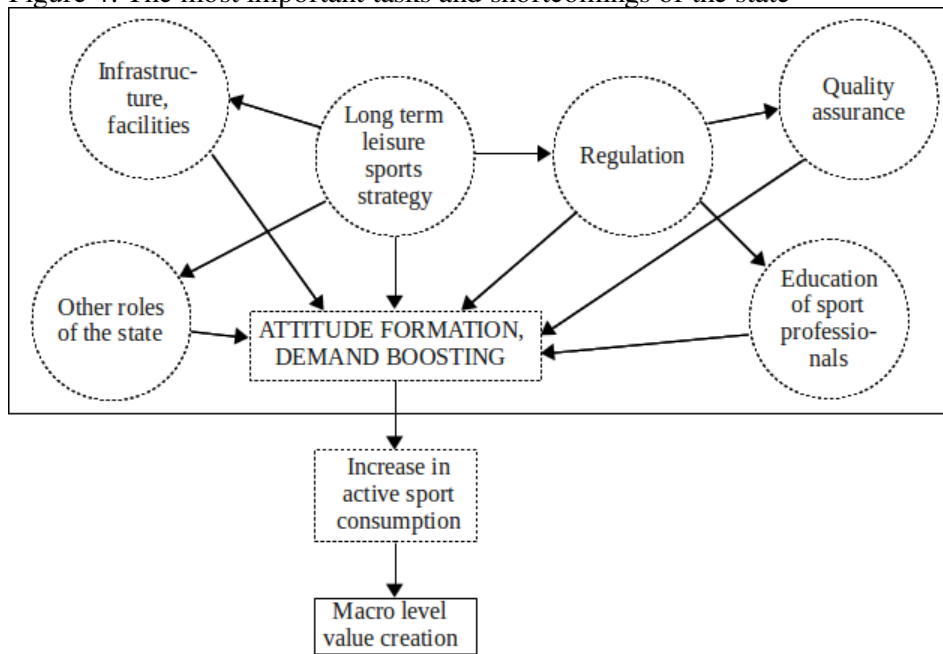 Figure 4: The most important tasks and shortcomings of the state
Infrastruc-
ture,
facilities
Long term
leisure
sports
strategy
Regulation
Quality
assurance
Other roles
of the state
ATTITUDE FORMATION,
DEMAND BOOSTING
Education
of sport
professio-
nals
Increase in
active sport
consumption
Macro level
value creation